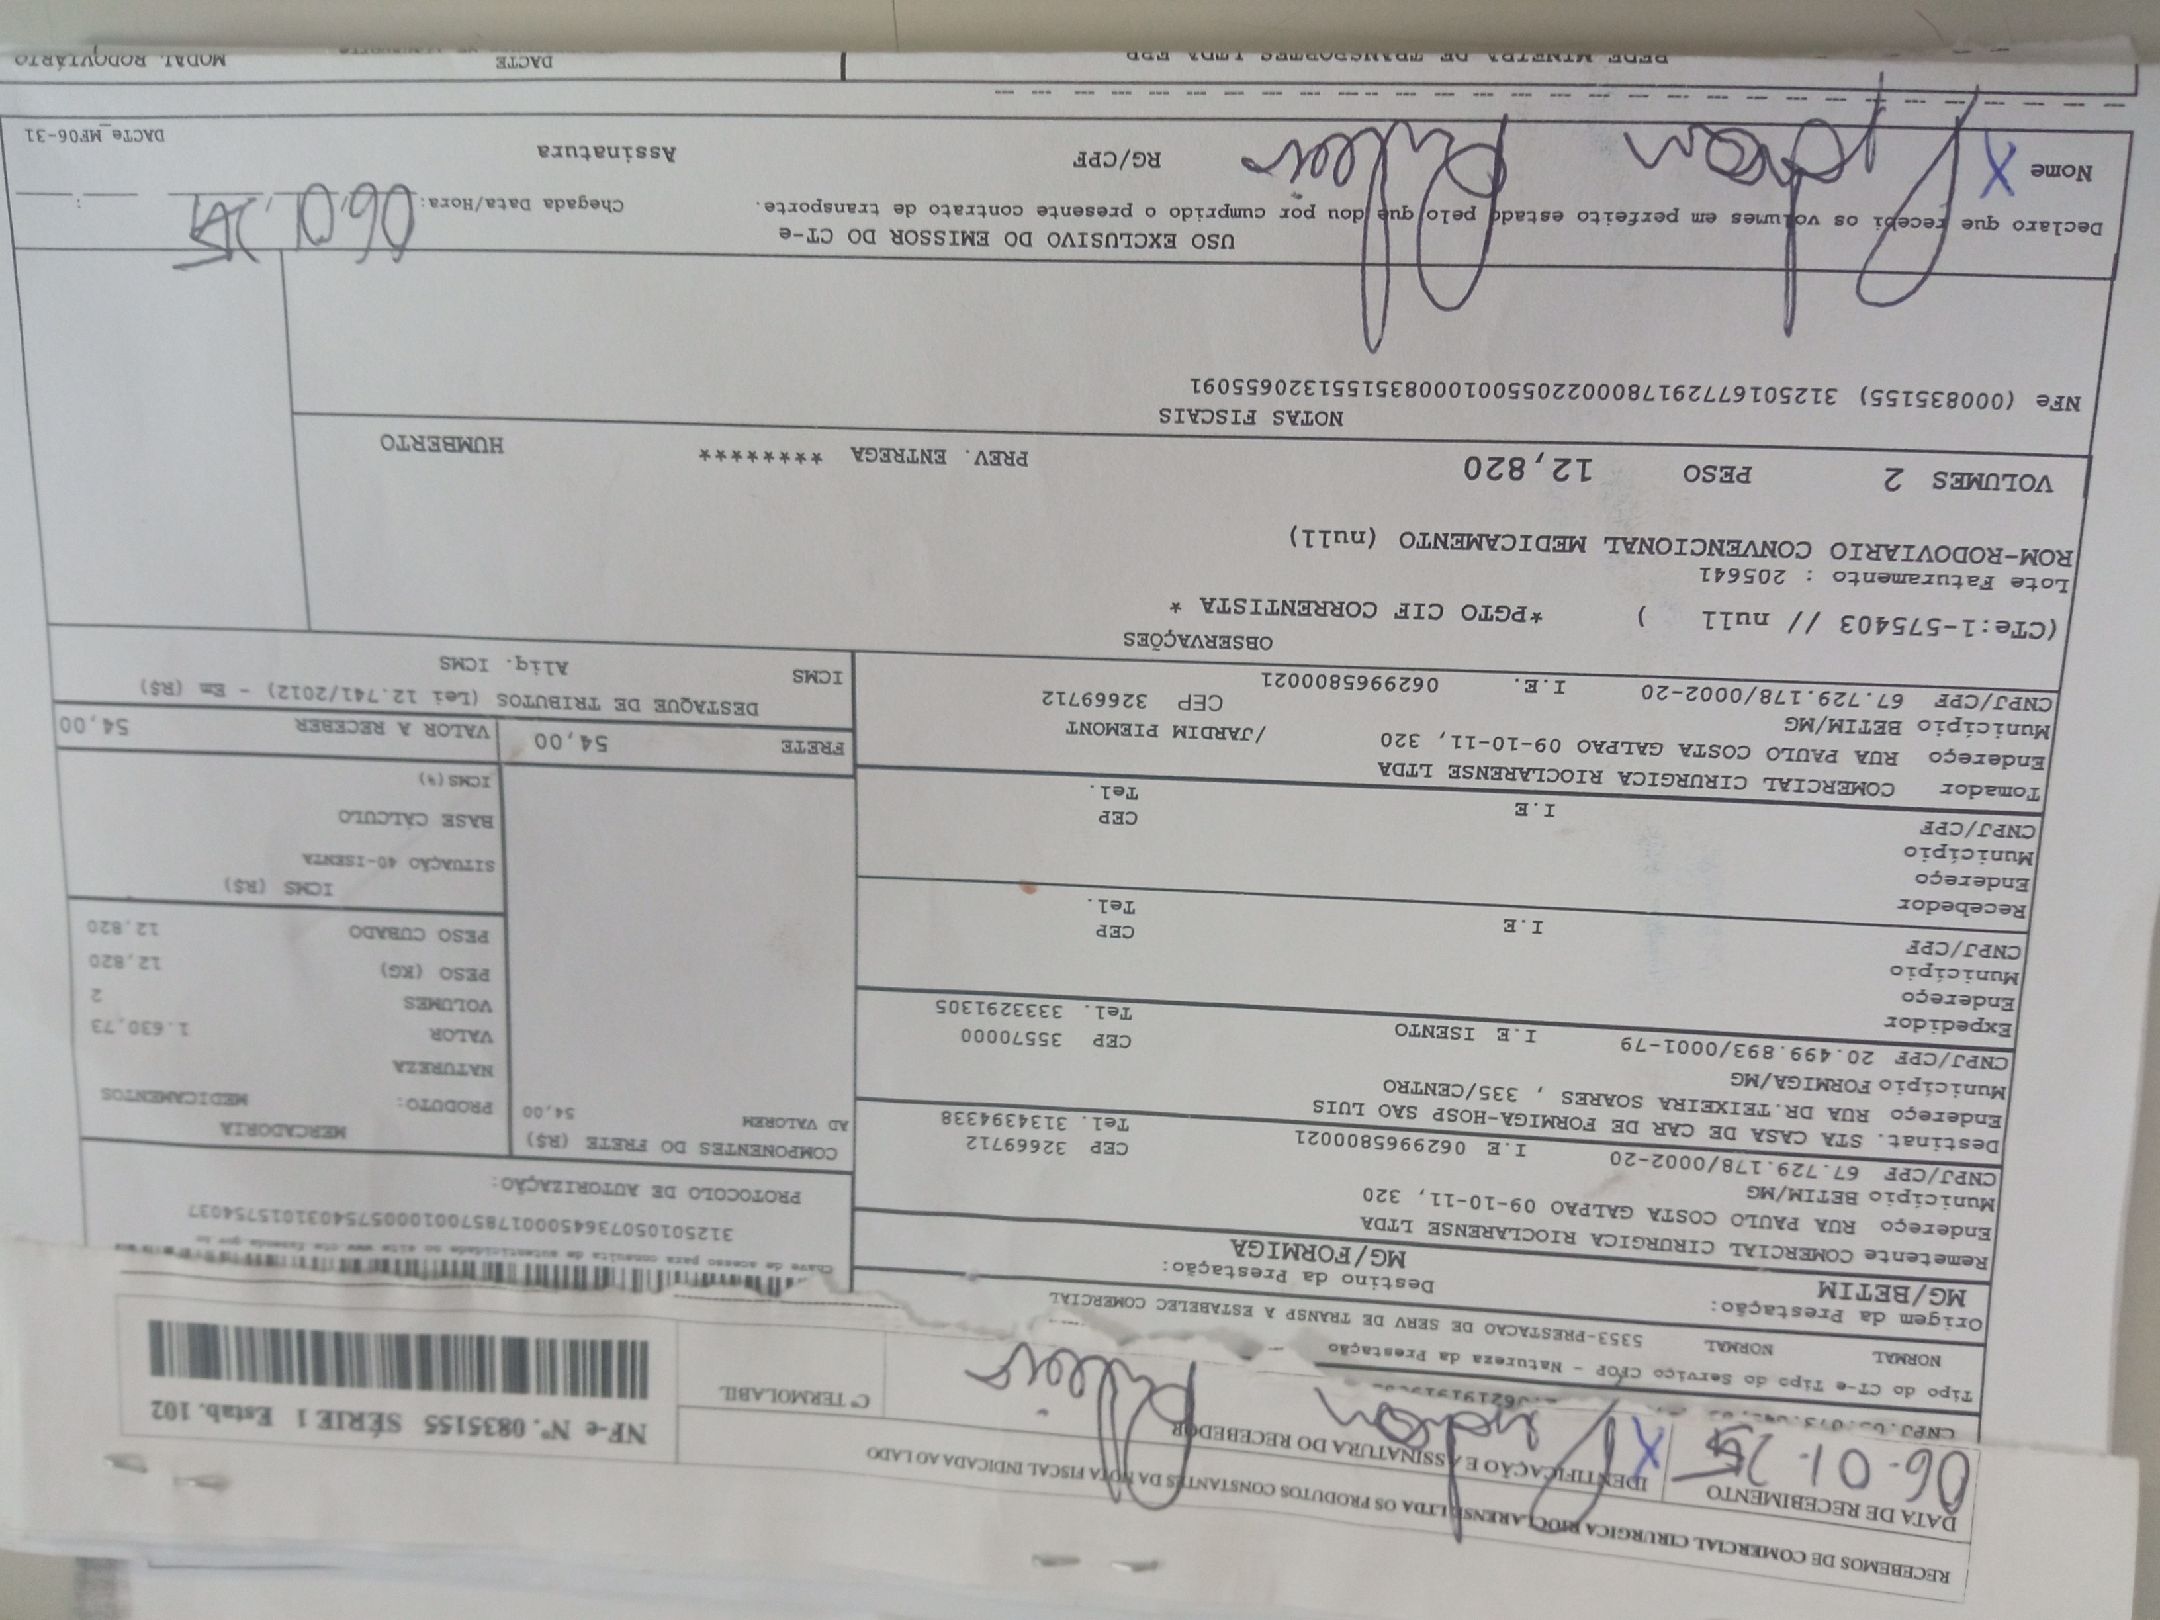 RECEBEMOS DE COMERCIAL CIRURGICA RIOCLARENSE LTDA OS PRODUTOS CONSTANTES DA NOTA FISCAL INDICADA AO LADO
DATA DE RECEBIMENTO
06-01-25
IDENTIFICAÇÃO E ASSINATURA DO RECEBEDOR
X
Cº TERMOLABIL
NF-e Nº. 0835155 SÉRIE 1 Estab. 102
Tipo do CT-e Tipo do Serviço CFOP - Natureza da Prestação
NORMAL NORMAL 5353-PRESTACAO DE SERV DE TRANSP A ESTABELEC COMERCIAL
Origem da Prestação: Destino da Prestação:
MG/BETIM MG/FORMIGA
Chave de acesso para consulta de autenticidade no site www.cte.fazenda.gov.br
31250105073645000178570010005754031015754037
PROTOCOLO DE AUTORIZAÇÃO:
Remetente COMERCIAL CIRURGICA RIOCLARENSE LTDA
Endereço RUA PAULO COSTA GALPAO 09-10-11, 320
Município BETIM/MG CEP 32669712
CNPJ/CPF 67.729.178/0002-20 I.E 0629965800021 Tel. 3134394338
Destinat. STA CASA DE CAR DE FORMIGA-HOSP SAO LUIS
Endereço RUA DR.TEIXEIRA SOARES , 335/CENTRO
Município FORMIGA/MG CEP 35570000
CNPJ/CPF 20.499.893/0001-79 I.E ISENTO Tel. 3333291305
Expedidor
Endereço
Município CEP
CNPJ/CPF I.E Tel.
Recebedor
Endereço
Município CEP
CNPJ/CPF I.E Tel.
Tomador COMERCIAL CIRURGICA RIOCLARENSE LTDA
Endereço RUA PAULO COSTA GALPAO 09-10-11, 320 /JARDIM PIEMONT
Município BETIM/MG CEP 32669712
CNPJ/CPF 67.729.178/0002-20 I.E. 0629965800021
COMPONENTES DO FRETE (R$)
AD VALOREM 54,00
MERCADORIA
PRODUTO: MEDICAMENTOS
NATUREZA
VALOR 1.630,73
VOLUMES 2
PESO (KG) 12,820
PESO CUBADO 12,820
ICMS (R$)
SITUAÇÃO 40-ISENTA
BASE CÁLCULO
ICMS(%)
FRETE 54,00 VALOR A RECEBER 54,00
DESTAQUE DE TRIBUTOS (Lei 12.741/2012) - Em (R$)
ICMS Aliq. ICMS
OBSERVAÇÕES
(CTe:1-575403 // null ) *PGTO CIF CORRENTISTA *
Lote Faturamento : 205641
ROM-RODOVIARIO CONVENCIONAL MEDICAMENTO (null)
VOLUMES 2 PESO 12,820 PREV. ENTREGA ******** HUMBERTO
NOTAS FISCAIS
NFe (000835155) 31250167729178000220550010008351551320655091
USO EXCLUSIVO DO EMISSOR DO CT-e
Declaro que recebi os volumes em perfeito estado pelo que dou por cumprido o presente contrato de transporte.
Chegada Data/Hora: 06/01/25 :
Nome X RG/CPF Assinatura
DACTe_MF06-31
REDE MINEIRA DE TRANSPORTES LTDA EPP DACTE MODAL RODOVIÁRIO